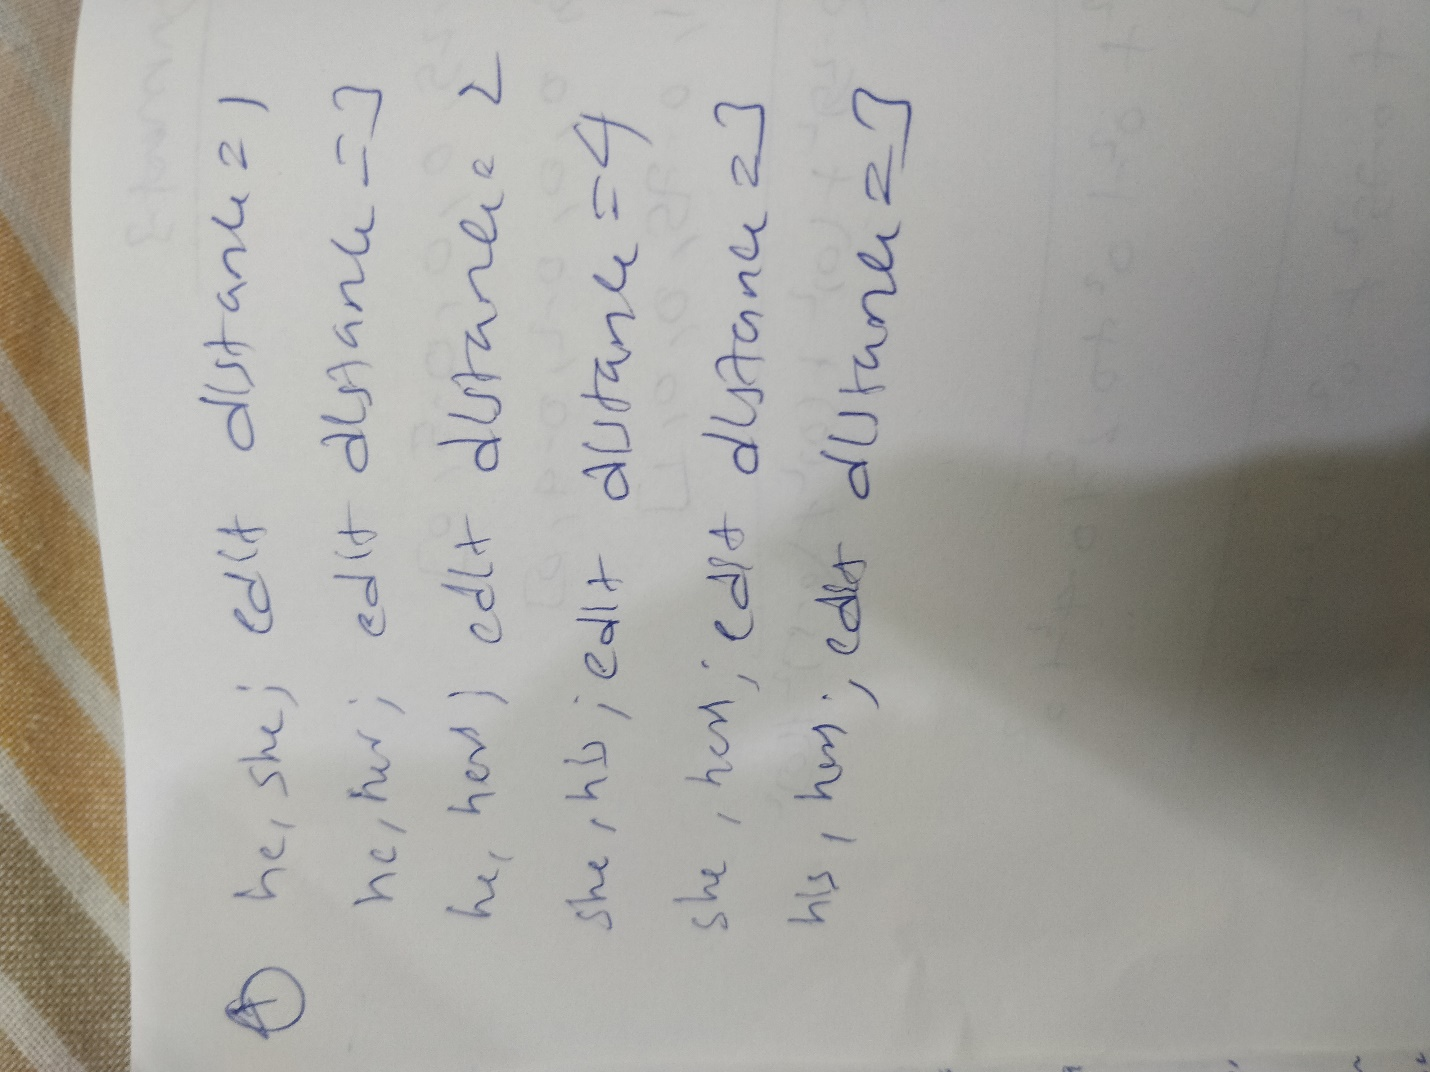 A he, she; edit distance = 1
he, her; edit distance = 3
he, hers; edit distance = 2
she, his; edit distance = 4
she, hers; edit distance = 3
his, hers; edit distance = 3